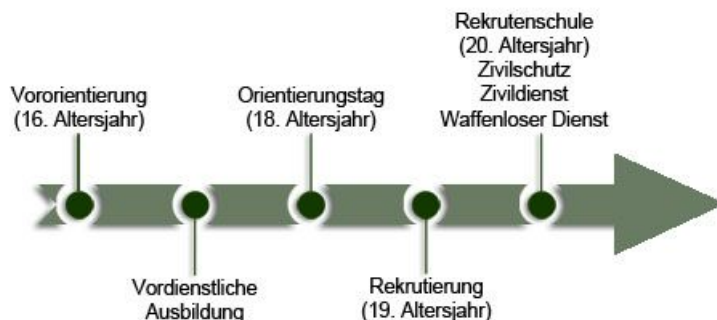 Vororientierung
(16. Altersjahr)
Vordienstliche
Ausbildung
Orientierungstag
(18. Altersjahr)
Rekrutierung
(19. Altersjahr)
Rekrutenschule
(20. Altersjahr)
Zivilschutz
Zivildienst
Waffenloser Dienst